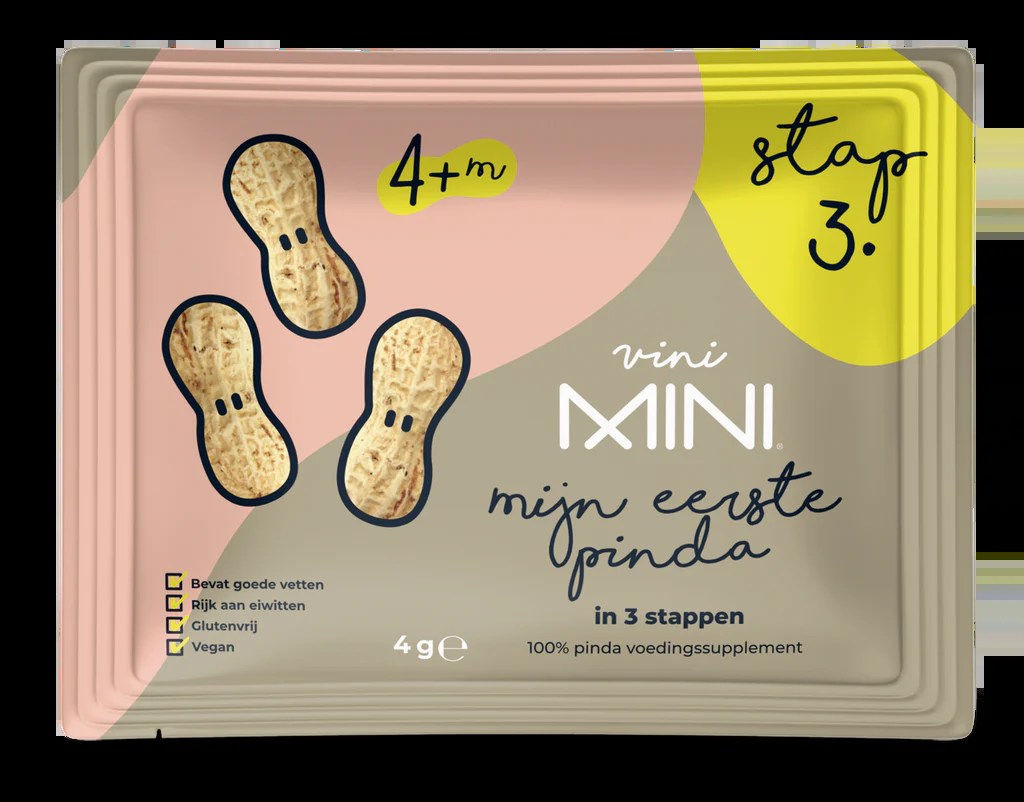 4+m
stap
3.
vini
MINI®
mijn eerste
pinda
in 3 stappen
100% pinda voedingssupplement
Bevat goede vetten
Rijk aan eiwitten
Glutenvrij
Vegan
4 g ℮